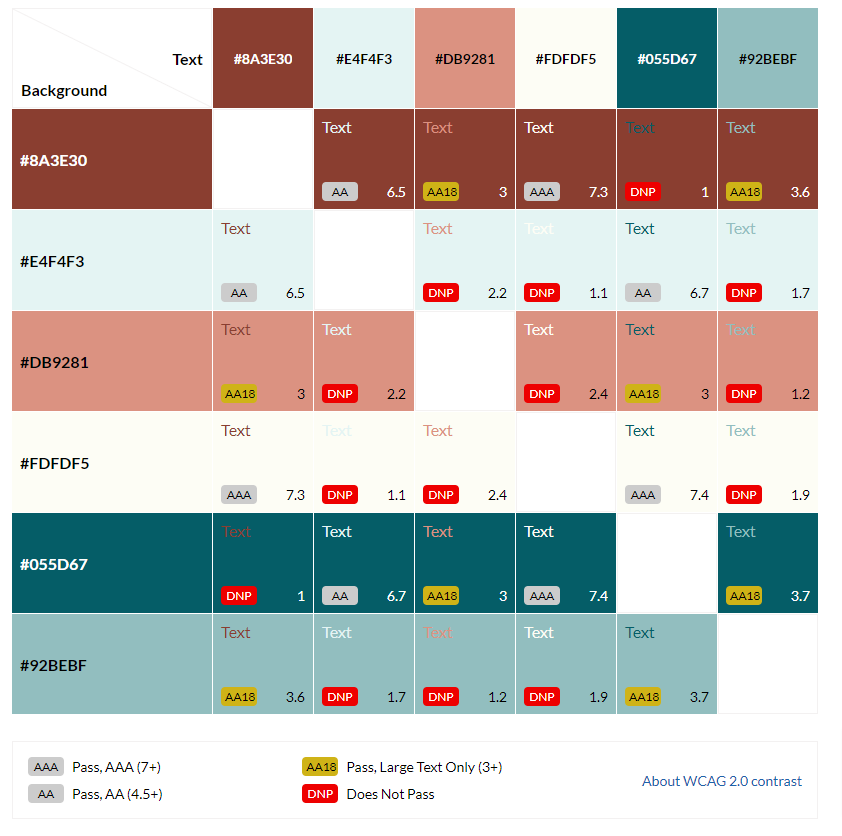 Text #8A3E30 #E4F4F3 #DB9281 #FDFDF5 #055D67 #92BEBF
Background
#8A3E30 Text Text Text Text Text
AA 6.5 AA18 3 AAA 7.3 DNP 1 AA18 3.6
#E4F4F3 Text Text Text Text Text
AA 6.5 DNP 2.2 DNP 1.1 AA 6.7 DNP 1.7
#DB9281 Text Text Text Text Text
AA18 3 DNP 2.2 DNP 2.4 AA18 3 DNP 1.2
#FDFDF5 Text Text Text Text Text
AAA 7.3 DNP 1.1 DNP 2.4 AAA 7.4 DNP 1.9
#055D67 Text Text Text Text Text
DNP 1 AA 6.7 AA18 3 AAA 7.4 AA18 3.7
#92BEBF Text Text Text Text Text
AA18 3.6 DNP 1.7 DNP 1.2 DNP 1.9 AA18 3.7
AAA Pass, AAA (7+) AA18 Pass, Large Text Only (3+)
About WCAG 2.0 contrast
AA Pass, AA (4.5+) DNP Does Not Pass